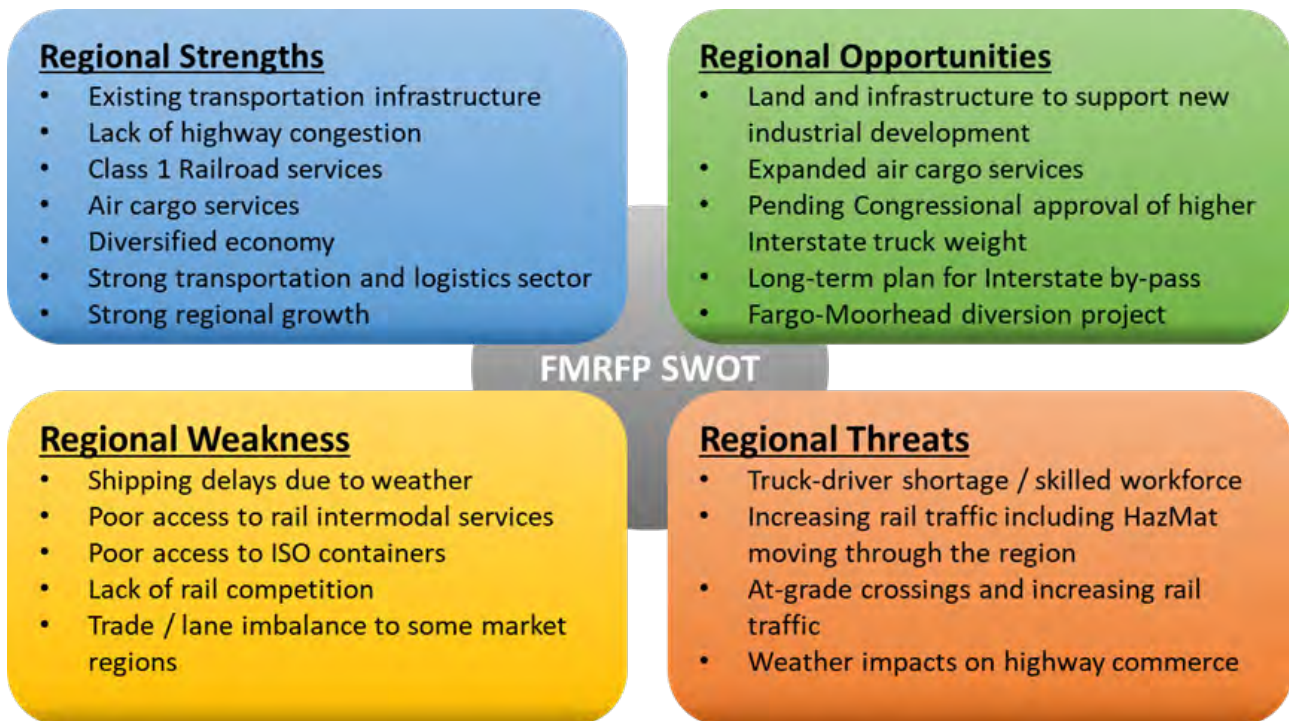 Regional Strengths
• Existing transportation infrastructure
• Lack of highway congestion
• Class 1 Railroad services
• Air cargo services
• Diversified economy
• Strong transportation and logistics sector
• Strong regional growth
Regional Opportunities
• Land and infrastructure to support new
industrial development
• Expanded air cargo services
• Pending Congressional approval of higher
Interstate truck weight
• Long-term plan for Interstate by-pass
• Fargo-Moorhead diversion project
FMRFP SWOT
Regional Weakness
• Shipping delays due to weather
• Poor access to rail intermodal services
• Poor access to ISO containers
• Lack of rail competition
• Trade / lane imbalance to some market
regions
Regional Threats
• Truck-driver shortage / skilled workforce
• Increasing rail traffic including HazMat
moving through the region
• At-grade crossings and increasing rail
traffic
• Weather impacts on highway commerce